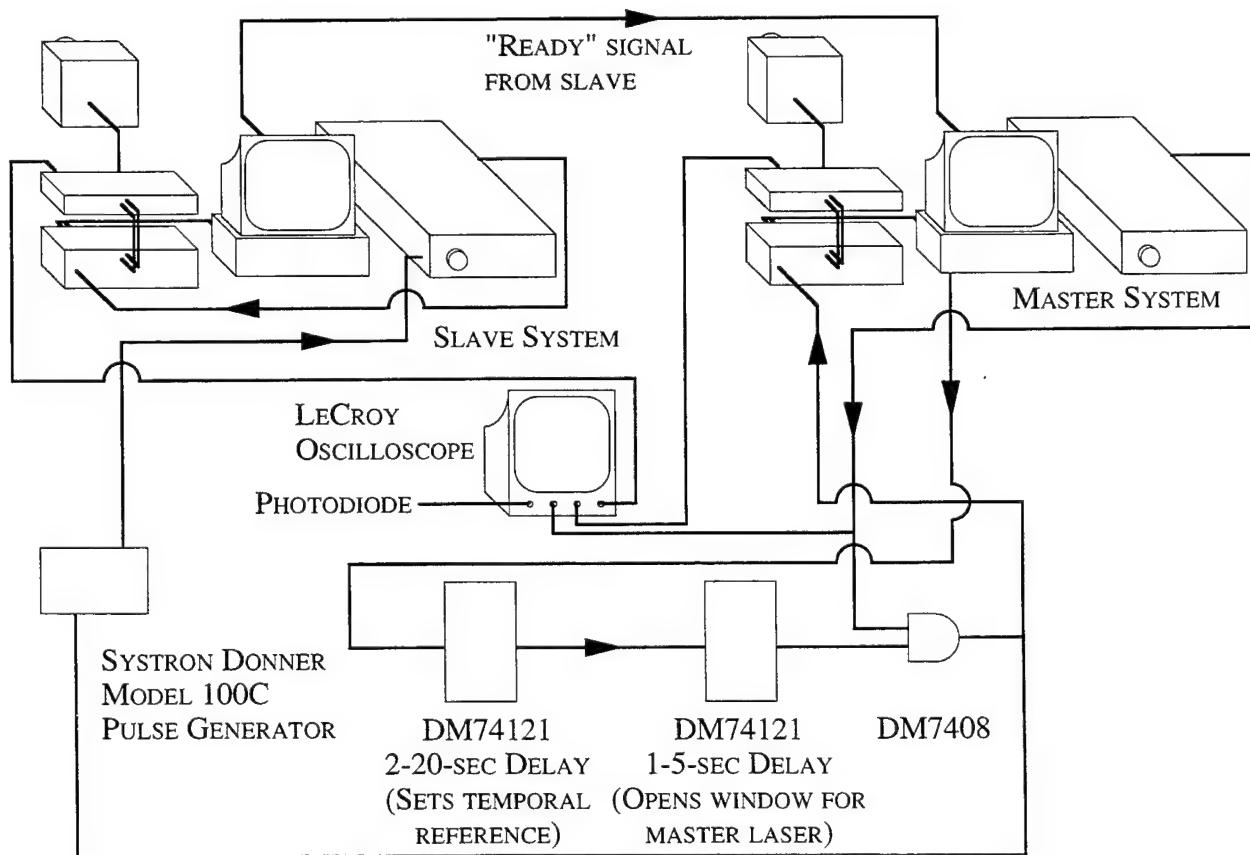 "READY" SIGNAL
FROM SLAVE
MASTER SYSTEM
SLAVE SYSTEM
LECROY
OSCILLOSCOPE
PHOTODIODE
SYSTRON DONNER
MODEL 100C
PULSE GENERATOR
DM74121
2-20-SEC DELAY
(SETS TEMPORAL
REFERENCE)
DM74121
1-5-SEC DELAY
(OPENS WINDOW FOR
MASTER LASER)
DM7408